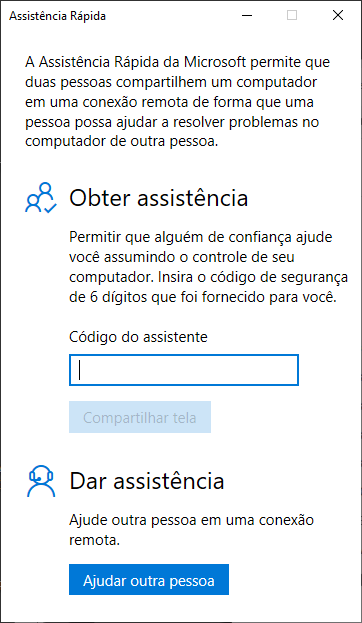 Assistência Rápida
A Assistência Rápida da Microsoft permite que
duas pessoas compartilhem um computador
em uma conexão remota de forma que uma
pessoa possa ajudar a resolver problemas no
computador de outra pessoa.
Obter assistência
Permitir que alguém de confiança ajude
você assumindo o controle de seu
computador. Insira o código de segurança
de 6 dígitos que foi fornecido para você.
Código do assistente
Compartilhar tela
Dar assistência
Ajude outra pessoa em uma conexão
remota.
Ajudar outra pessoa